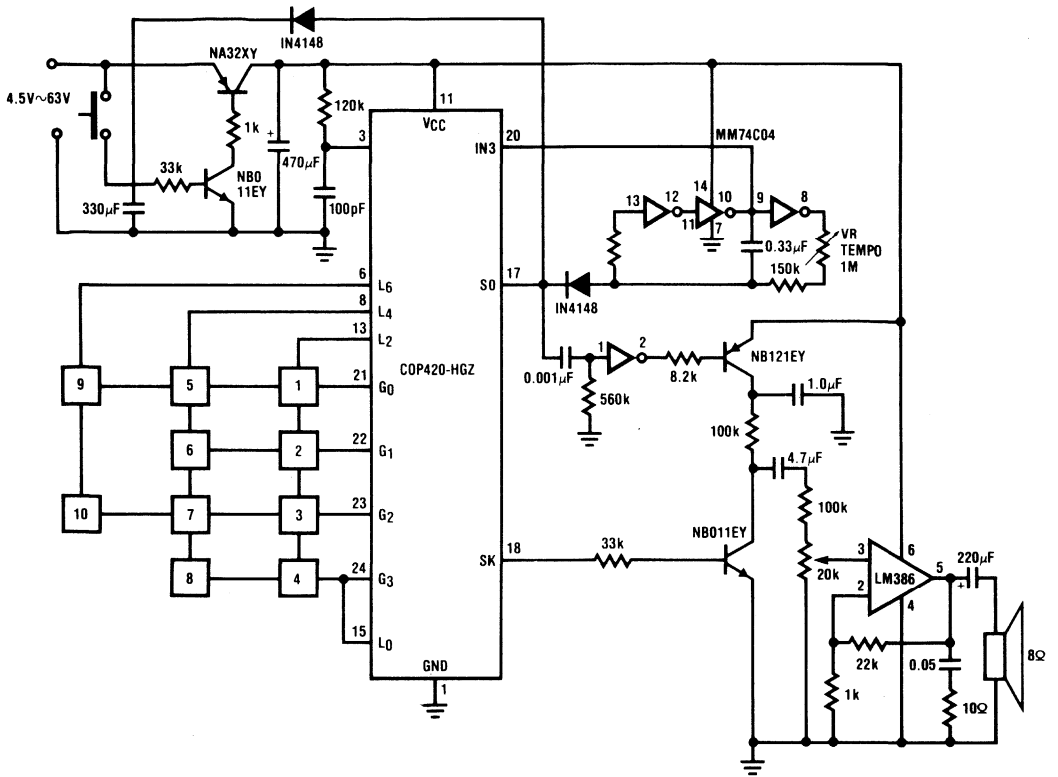 IN4148
NA32XY
4.5V~63V
1k
+
470µF
120k
3
11
VCC
20
IN3
MM74C04
33k
NB0
11EY
330µF
100pF
13
12
14
11
10
7
9
8
0.33µF
VR
TEMPO
1M
150k
6
L6
8
L4
13
L2
17
SO
IN4148
COP420-HGZ
9
5
1
21
G0
0.001µF
1
2
560k
8.2k
NB121EY
1.0µF
100k
6
2
22
G1
4.7µF
10
7
3
23
G2
100k
NB011EY
8
4
24
G3
18
SK
33k
20k
3
2
LM386
6
5
4
220µF
+
15
L0
22k
0.05
8Ω
GND
1
1k
10Ω